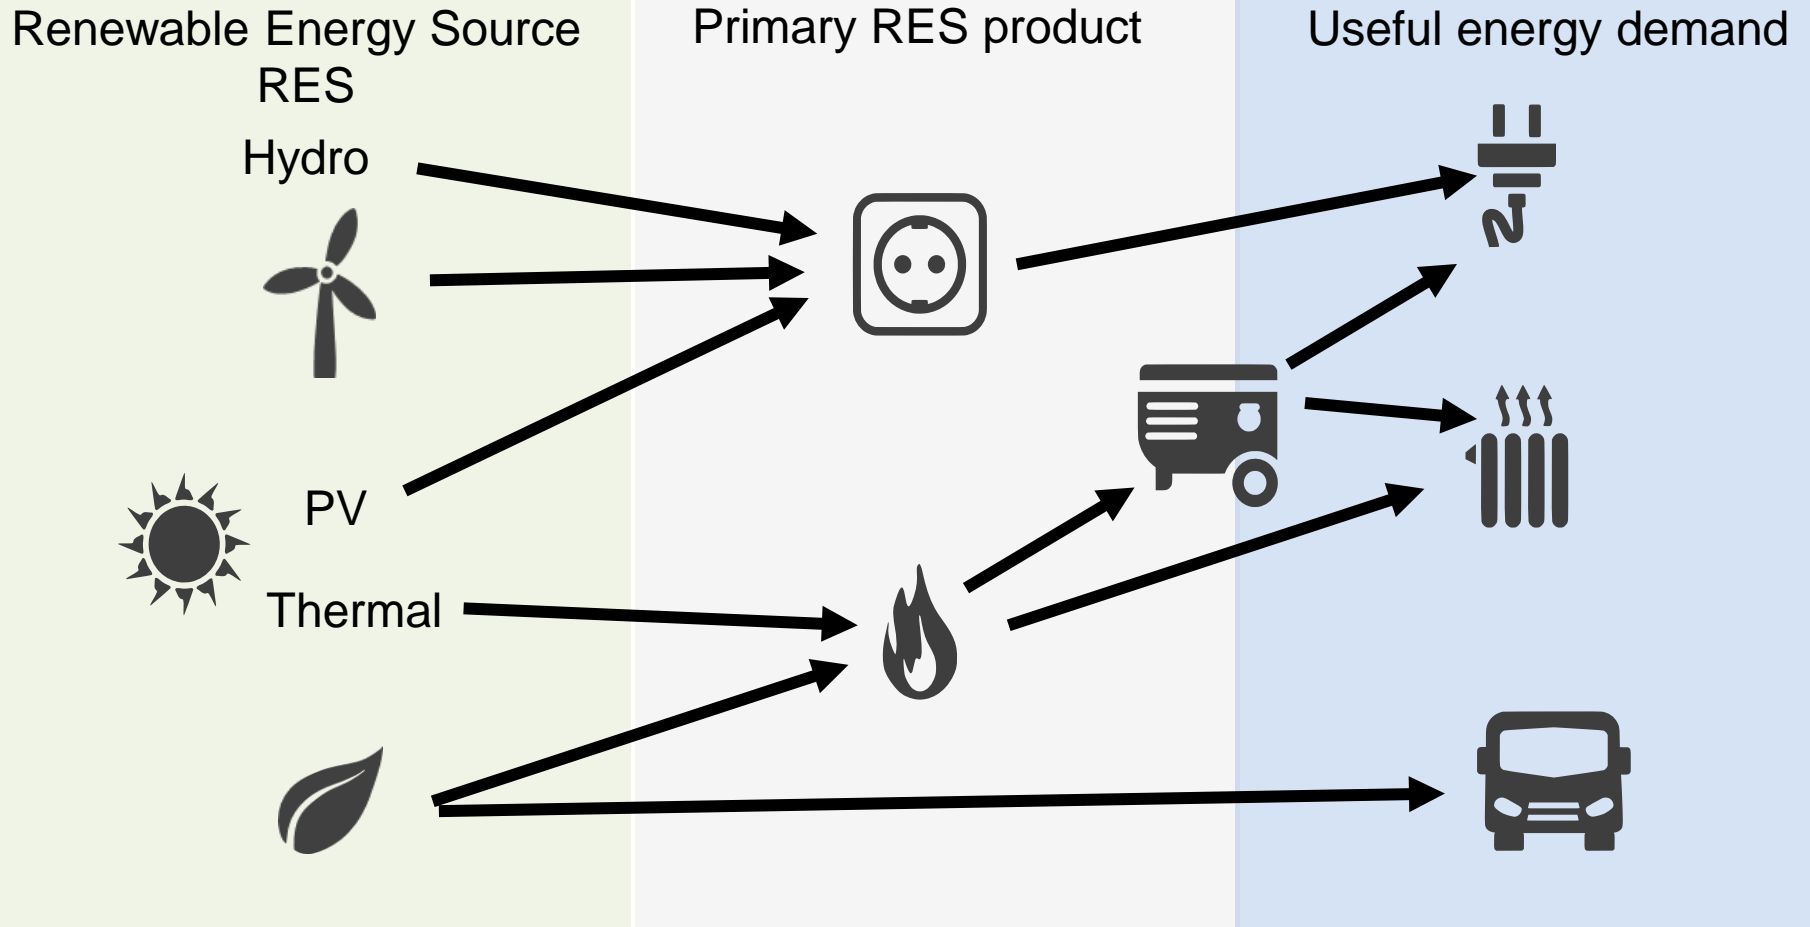 Renewable Energy Source
RES
Primary RES product
Useful energy demand
Hydro
PV
Thermal